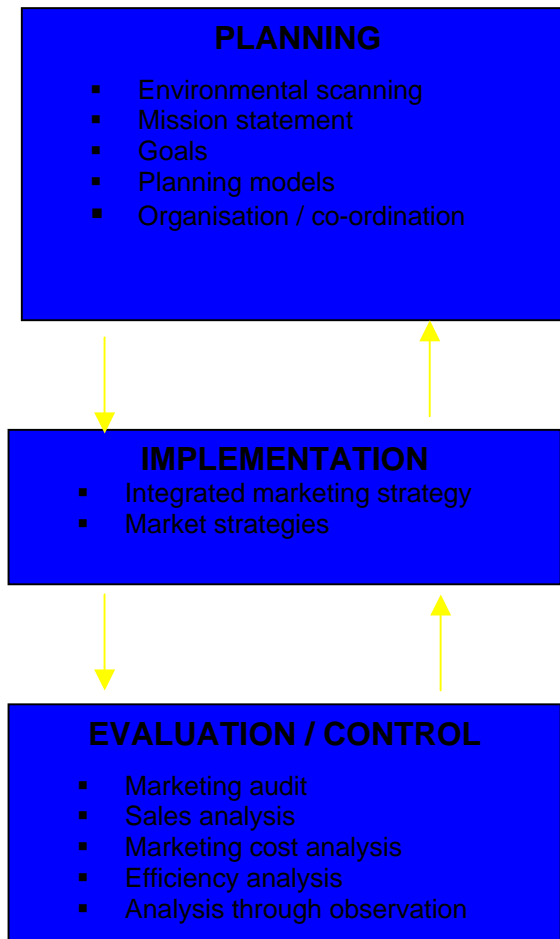 PLANNING
▪ Environmental scanning
▪ Mission statement
▪ Goals
▪ Planning models
▪ Organisation / co-ordination
IMPLEMENTATION
▪ Integrated marketing strategy
▪ Market strategies
EVALUATION / CONTROL
▪ Marketing audit
▪ Sales analysis
▪ Marketing cost analysis
▪ Efficiency analysis
▪ Analysis through observation